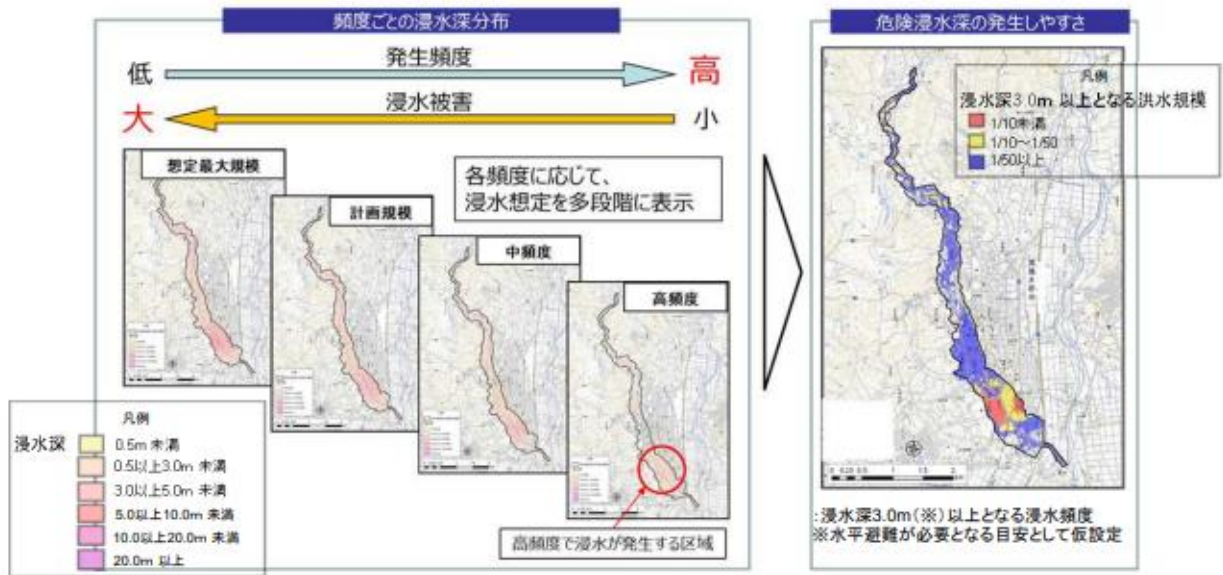 頻度ごとの浸水深分布
低
発生頻度
高
大
浸水被害
小
想定最大規模
計画規模
中頻度
高頻度
各頻度に応じて、
浸水想定を多段階に表示
凡例
浸水深
0.5m 未満
0.5以上3.0m 未満
3.0以上5.0m 未満
5.0以上10.0m 未満
10.0以上20.0m 未満
20.0m 以上
高頻度で浸水が発生する区域
危険浸水深の発生しやすさ
凡例
浸水深3.0m 以上となる洪水規模
1/10未満
1/10～1/50
1/50以上
:浸水深3.0m(※)以上となる浸水頻度
※水平避難が必要となる目安として仮設定